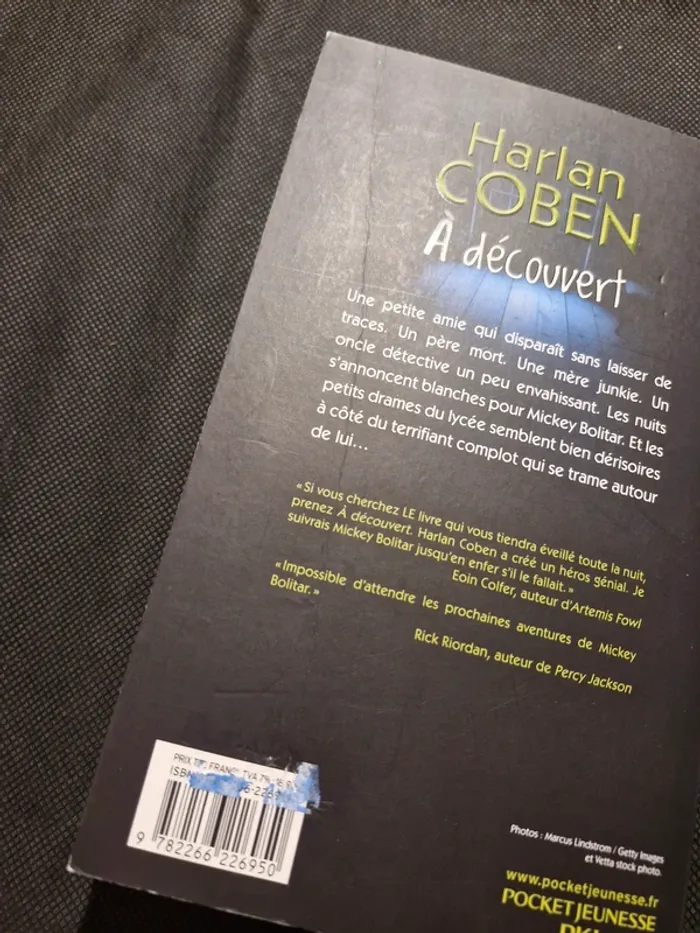 Harlan
COBEN
À découvert
Une petite amie qui disparaît sans laisser de
traces. Un père mort. Une mère junkie. Un
oncle détective un peu envahissant. Les nuits
s'annoncent blanches pour Mickey Bolitar. Et les
petits drames du lycée semblent bien dérisoires
à côté du terrifiant complot qui se trame autour
de lui...
« Si vous cherchez LE livre qui vous tiendra éveillé toute la nuit,
prenez À découvert. Harlan Coben a créé un héros génial. Je
suivrais Mickey Bolitar jusqu'en enfer s'il le fallait. »
Eoin Colfer, auteur d'Artemis Fowl
« Impossible d'attendre les prochaines aventures de Mickey
Bolitar. »
Rick Riordan, auteur de Percy Jackson
PRIX TVA 7%
ISBN
9 782266 226950
Photos : Marcus Lindstrom / Getty Images
et Vetta stock photo.
www.pocketjeunesse.fr
POCKET JEUNESSE